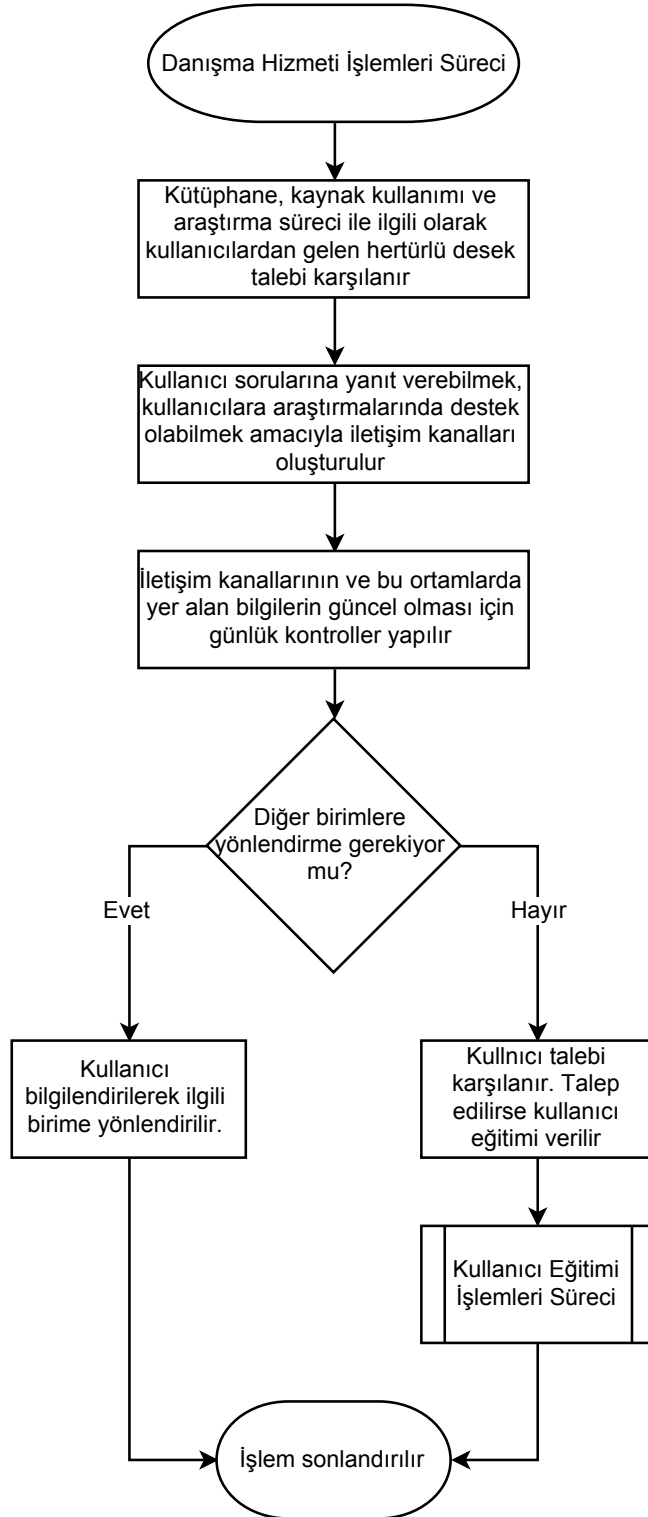 Danışma Hizmeti İşlemleri Süreci
Kütüphane, kaynak kullanımı ve
araştırma süreci ile ilgili olarak
kullanıcılardan gelen hertürlü desek
talebi karşılanır
Kullanıcı sorularına yanıt verebilmek,
kullanıcılara araştırmalarında destek
olabilmek amacıyla iletişim kanalları
oluşturulur
İletişim kanallarının ve bu ortamlarda
yer alan bilgilerin güncel olması için
günlük kontroller yapılır
Diğer birimlere
yönlendirme gerekiyor
mu?
Evet
Hayır
Kullanıcı
bilgilendirilerek ilgili
birime yönlendirilir.
Kullnıcı talebi
karşılanır. Talep
edilirse kullanıcı
eğitimi verilir
Kullanıcı Eğitimi
İşlemleri Süreci
İşlem sonlandırılır